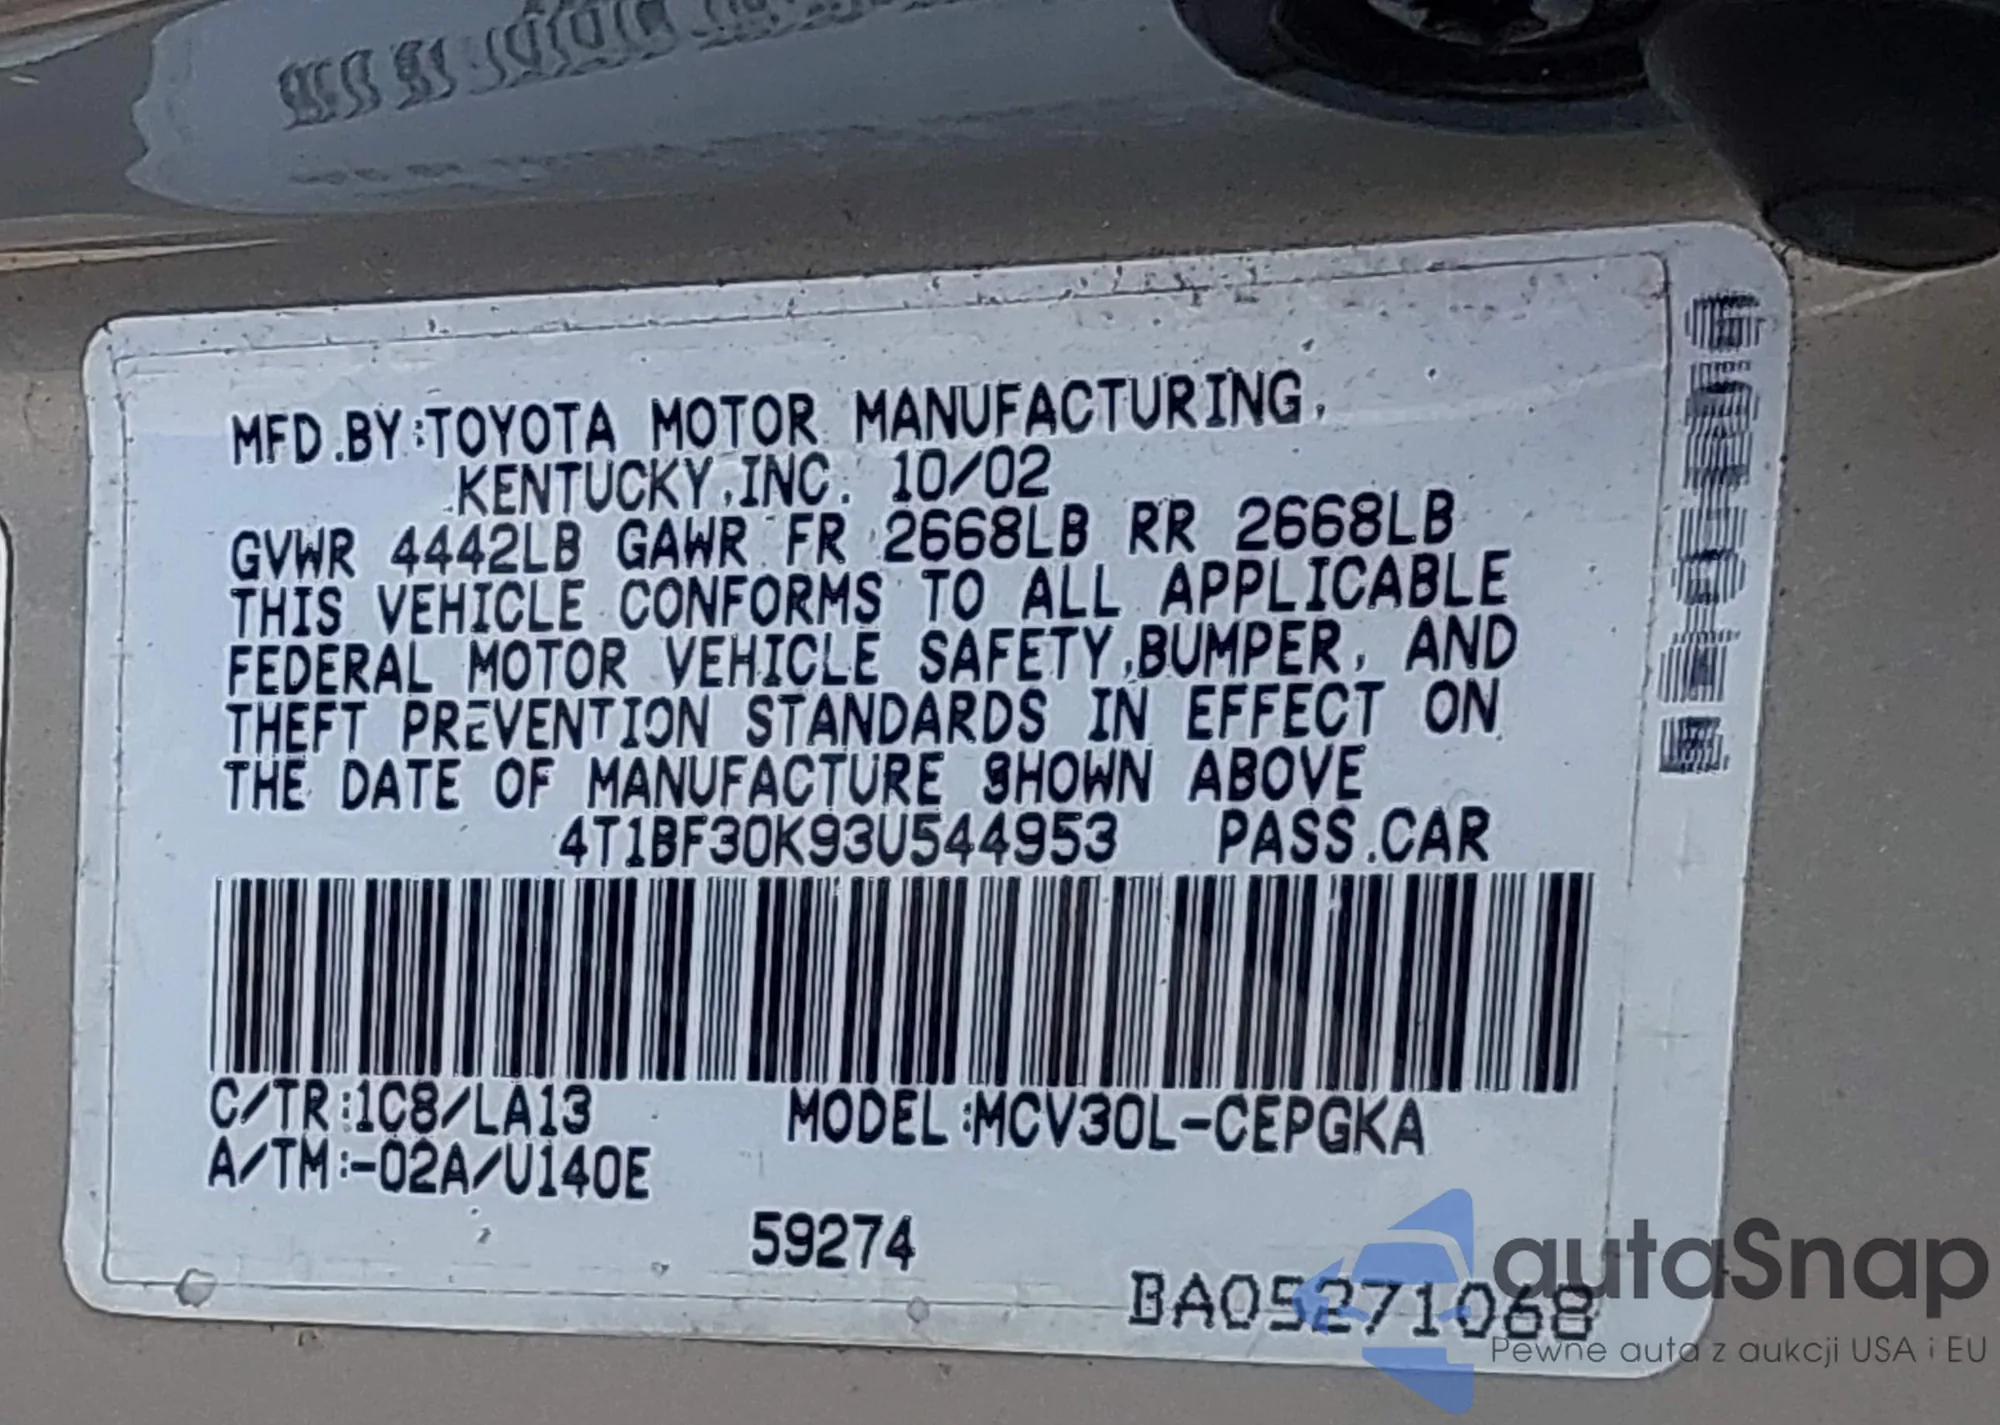 MFD.BY:TOYOTA MOTOR MANUFACTURING,
KENTUCKY,INC. 10/02
GVWR 4442LB GAWR FR 2668LB RR 2668LB
THIS VEHICLE CONFORMS TO ALL APPLICABLE
FEDERAL MOTOR VEHICLE SAFETY,BUMPER, AND
THEFT PREVENTION STANDARDS IN EFFECT ON
THE DATE OF MANUFACTURE SHOWN ABOVE
4T1BF30K93U544953 PASS.CAR
C/TR:1C8/LA13 MODEL:MCV30L-CEPGKA
A/TM:-02A/U140E
59274
BA05271068
autoSnap
Pewne auta z aukcji USA i EU